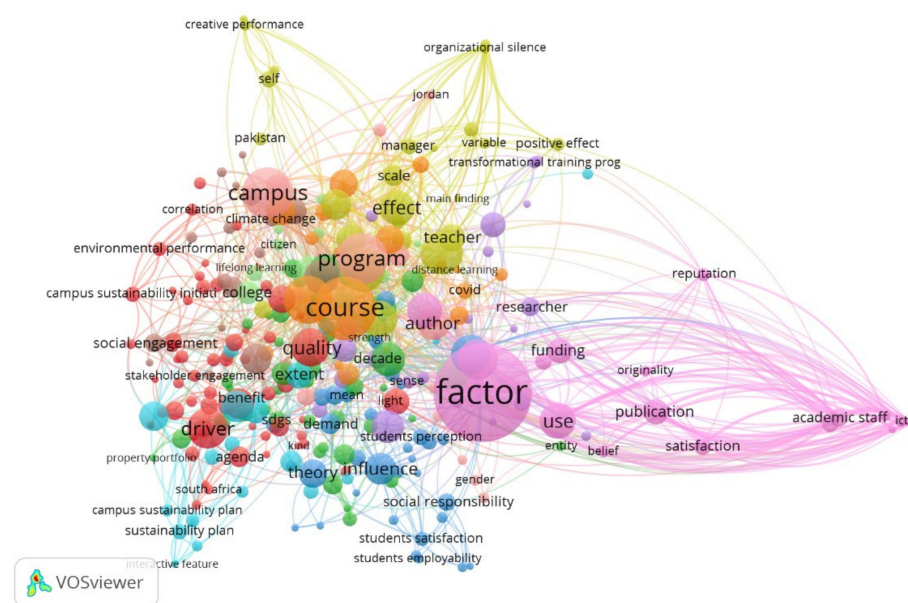 creative performance
organizational silence
self
jordan
pakistan
manager
variable
positive effect
transformational training prog
scale
campus
main finding
correlation
effect
climate change
teacher
environmental performance
citizen
program
lifelong learning
distance learning
reputation
campus sustainability initiati
college
covid
course
researcher
author
social engagement
strength
quality
funding
decade
stakeholder engagement
extent
sense
originality
benefit
mean
light
factor
driver
sdgs
demand
use
publication
academic staff
ict
students perception
kind
entity
belief
satisfaction
property portfolio
agenda
theory
influence
gender
south africa
social responsibility
campus sustainability plan
sustainability plan
students satisfaction
interactive feature
students employability
VOSviewer